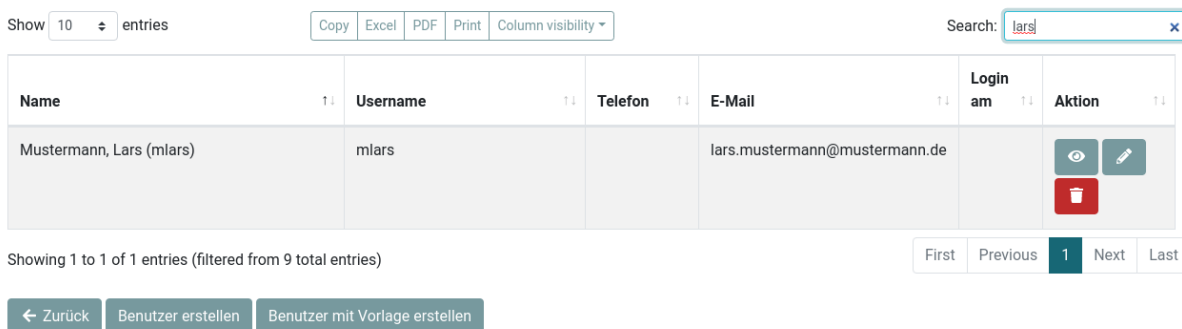 Show 10 entries Copy Excel PDF Print Column visibility Search: lars
Name Username Telefon E-Mail Login am Aktion
Mustermann, Lars (mlars) mlars lars.mustermann@mustermann.de
Showing 1 to 1 of 1 entries (filtered from 9 total entries) First Previous 1 Next Last
Zurück Benutzer erstellen Benutzer mit Vorlage erstellen